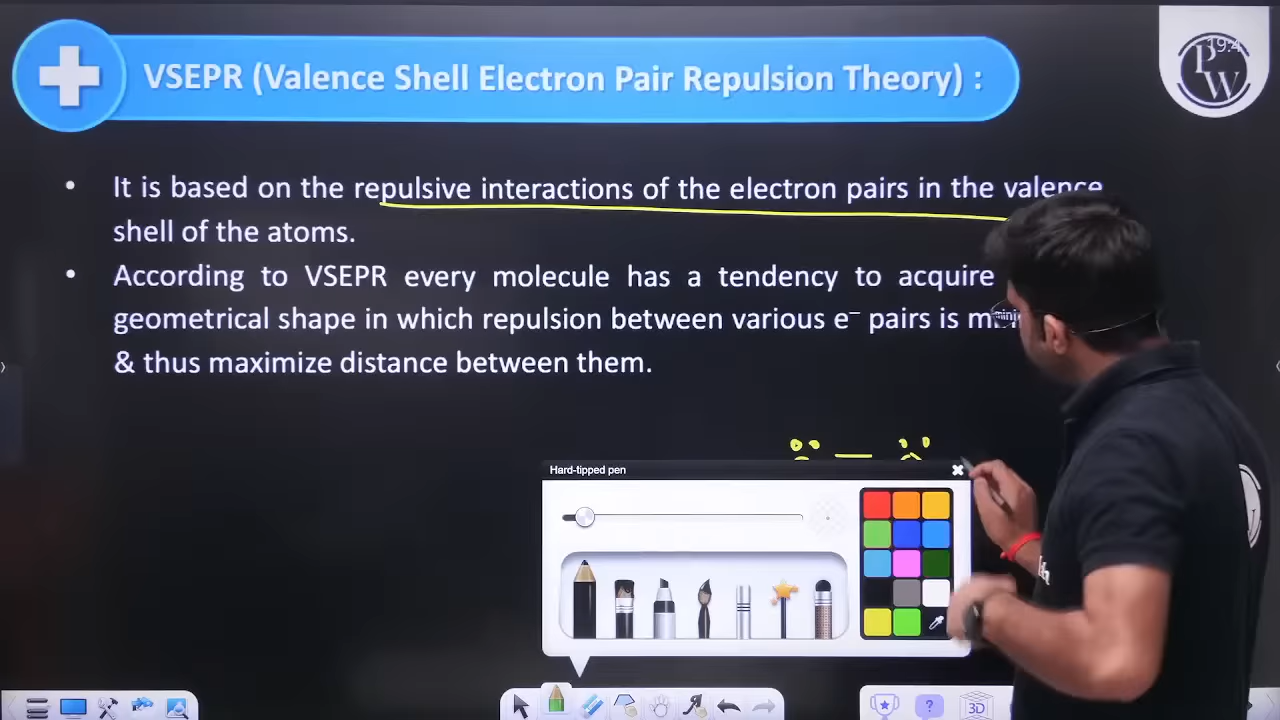 VSEPR (Valence Shell Electron Pair Repulsion Theory) :
PW
• It is based on the repulsive interactions of the electron pairs in the valence
shell of the atoms.
• According to VSEPR every molecule has a tendency to acquire
geometrical shape in which repulsion between various e⁻ pairs is
& thus maximize distance between them.
Hard-tipped pen
?
3D